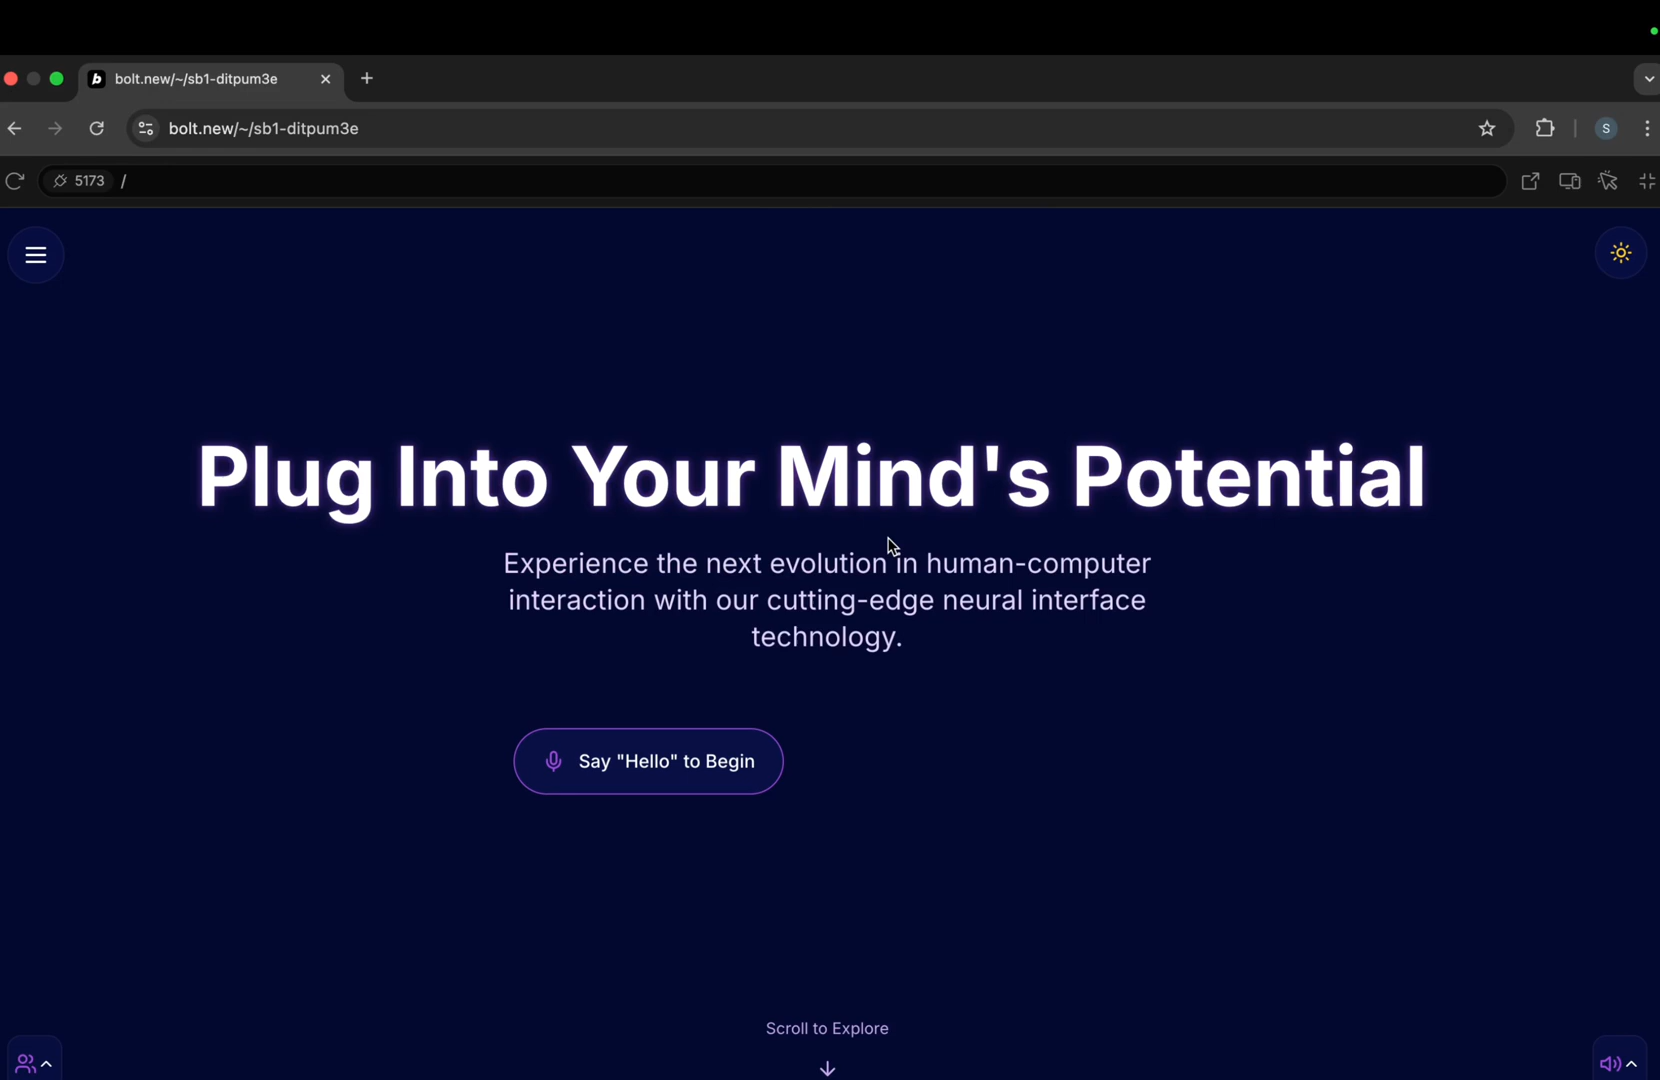 bolt.new/~/sb1-ditpum3e
bolt.new/~/sb1-ditpum3e
S
5173 /
Plug Into Your Mind's Potential
Experience the next evolution in human-computer
interaction with our cutting-edge neural interface
technology.
Say "Hello" to Begin
Scroll to Explore